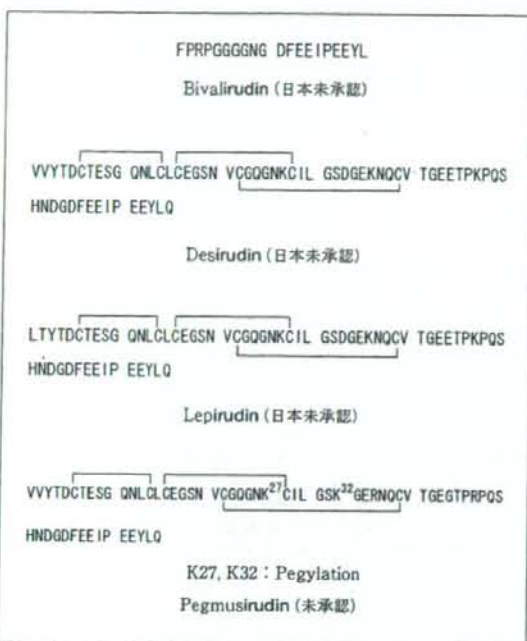 FPRPGGGGNG DFEEIPEEYL
Bivalirudin (日本未承認)
VVYTDCTESG QNLCLCEGSN VCGQGNKCIL GSDGEKNQCV TGEETPKPQS
HNDGDFEEIP EEYLQ
Desirudin (日本未承認)
LTYTDCTESG QNLCLCEGSN VCGQGNKCIL GSDGEKNQCV TGEETPKPQS
HNDGDFEEIP EEYLQ
Lepirudin (日本未承認)
VVYTDCTESG QNLCLCEGSN VCGQGNK²⁷CIL GSK³²GERNQCV TGEGTPRPQS
HNDGDFEEIP EEYLQ
K27, K32：Pegylation
Pegmusirudin (未承認)